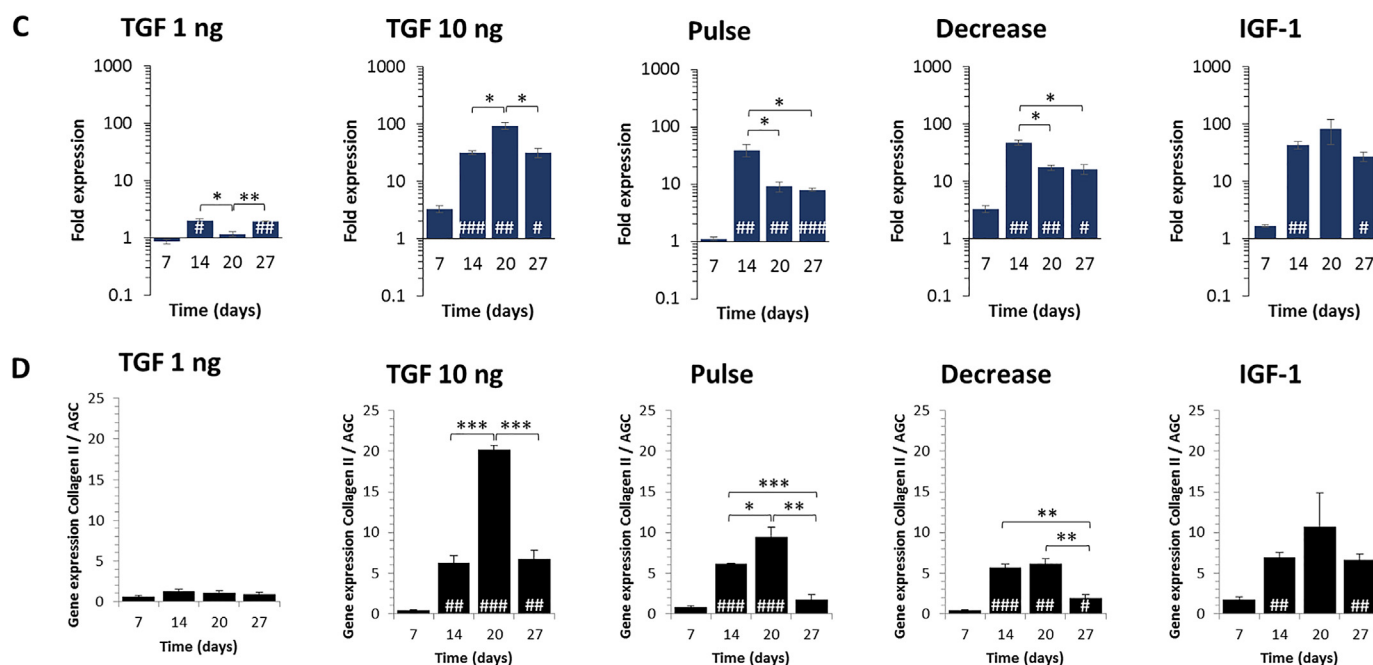 C
TGF 1 ng
TGF 10 ng
Pulse
Decrease
IGF-1
Fold expression
1000
100
10
1
0.1
* **
# ##
7 14 20 27
Time (days)
Fold expression
1000
100
10
1
0.1
* *
### ## #
7 14 20 27
Time (days)
Fold expression
1000
100
10
1
0.1
*
*
## ## ###
7 14 20 27
Time (days)
Fold expression
1000
100
10
1
0.1
*
*
## ## #
7 14 20 27
Time (days)
Fold expression
1000
100
10
1
0.1
## #
7 14 20 27
Time (days)
D
TGF 1 ng
TGF 10 ng
Pulse
Decrease
IGF-1
Gene expression Collagen II / AGC
25
20
15
10
5
0
7 14 20 27
Time (days)
Gene expression Collagen II / AGC
25
20
15
10
5
0
*** ***
## ### ##
7 14 20 27
Time (days)
Gene expression Collagen II / AGC
25
20
15
10
5
0
***
* **
### ###
7 14 20 27
Time (days)
Gene expression Collagen II / AGC
25
20
15
10
5
0
**
**
### ## #
7 14 20 27
Time (days)
Gene expression Collagen II / AGC
25
20
15
10
5
0
## ##
7 14 20 27
Time (days)